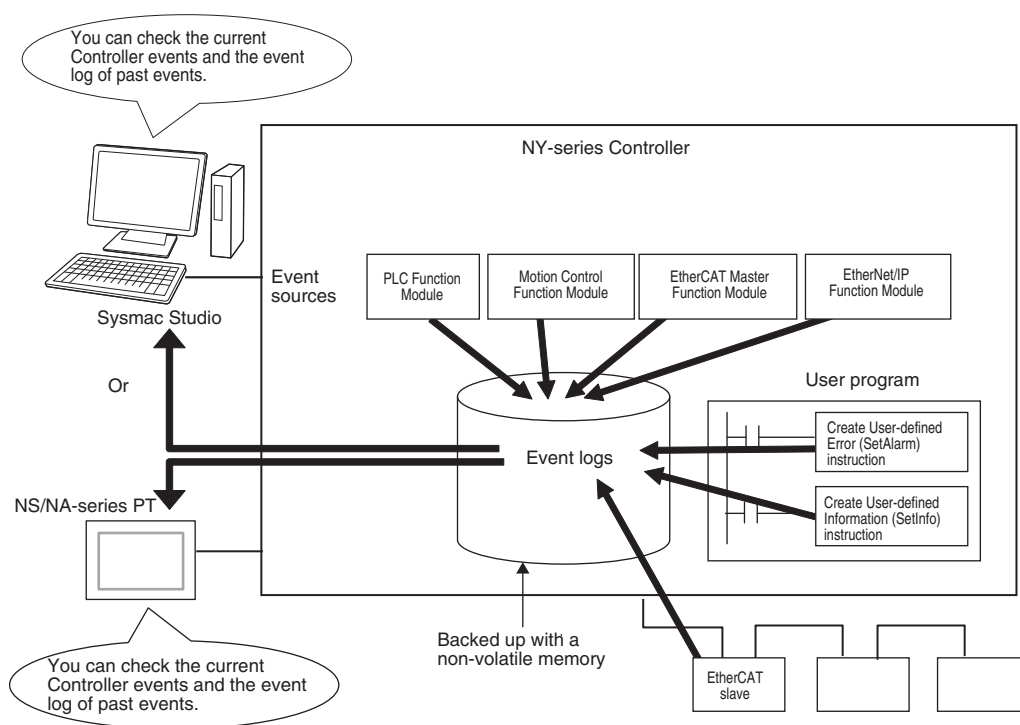 You can check the current
Controller events and the event
log of past events.
NY-series Controller
Event
sources
PLC Function
Module
Motion Control
Function Module
EtherCAT Master
Function Module
EtherNet/IP
Function Module
Sysmac Studio
Or
User program
Create User-defined
Error (SetAlarm)
instruction
Event logs
Create User-defined
Information (SetInfo)
instruction
NS/NA-series PT
Backed up with a
non-volatile memory
EtherCAT
slave
You can check the current
Controller events and the event
log of past events.